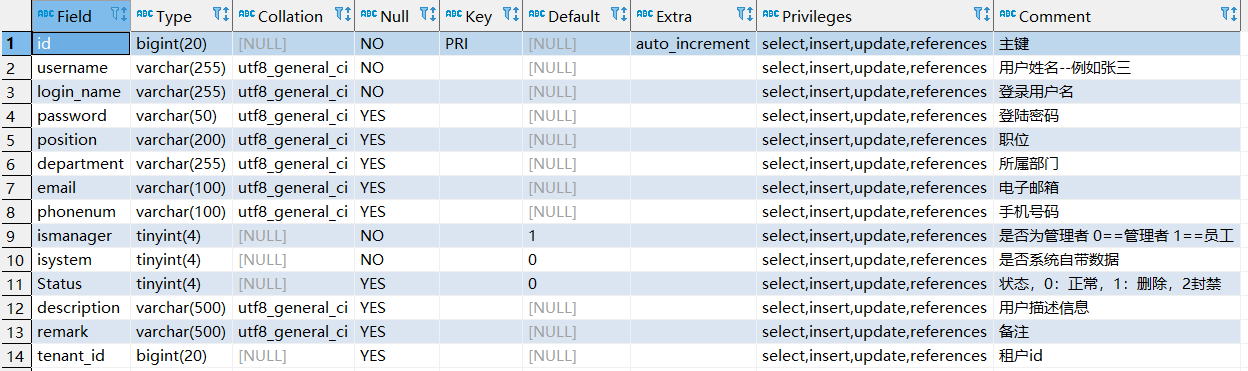 Field Type Collation Null Key Default Extra Privileges Comment
1 id bigint(20) [NULL] NO PRI [NULL] auto_increment select,insert,update,references 主键
2 username varchar(255) utf8_general_ci NO [NULL] select,insert,update,references 用户姓名--例如张三
3 login_name varchar(255) utf8_general_ci NO [NULL] select,insert,update,references 登录用户名
4 password varchar(50) utf8_general_ci YES [NULL] select,insert,update,references 登陆密码
5 position varchar(200) utf8_general_ci YES [NULL] select,insert,update,references 职位
6 department varchar(255) utf8_general_ci YES [NULL] select,insert,update,references 所属部门
7 email varchar(100) utf8_general_ci YES [NULL] select,insert,update,references 电子邮箱
8 phonenum varchar(100) utf8_general_ci YES [NULL] select,insert,update,references 手机号码
9 ismanager tinyint(4) [NULL] NO 1 select,insert,update,references 是否为管理者 0==管理者 1==员工
10 isystem tinyint(4) [NULL] NO 0 select,insert,update,references 是否系统自带数据
11 Status tinyint(4) [NULL] YES 0 select,insert,update,references 状态，0：正常，1：删除，2封禁
12 description varchar(500) utf8_general_ci YES [NULL] select,insert,update,references 用户描述信息
13 remark varchar(500) utf8_general_ci YES [NULL] select,insert,update,references 备注
14 tenant_id bigint(20) [NULL] YES [NULL] select,insert,update,references 租户id